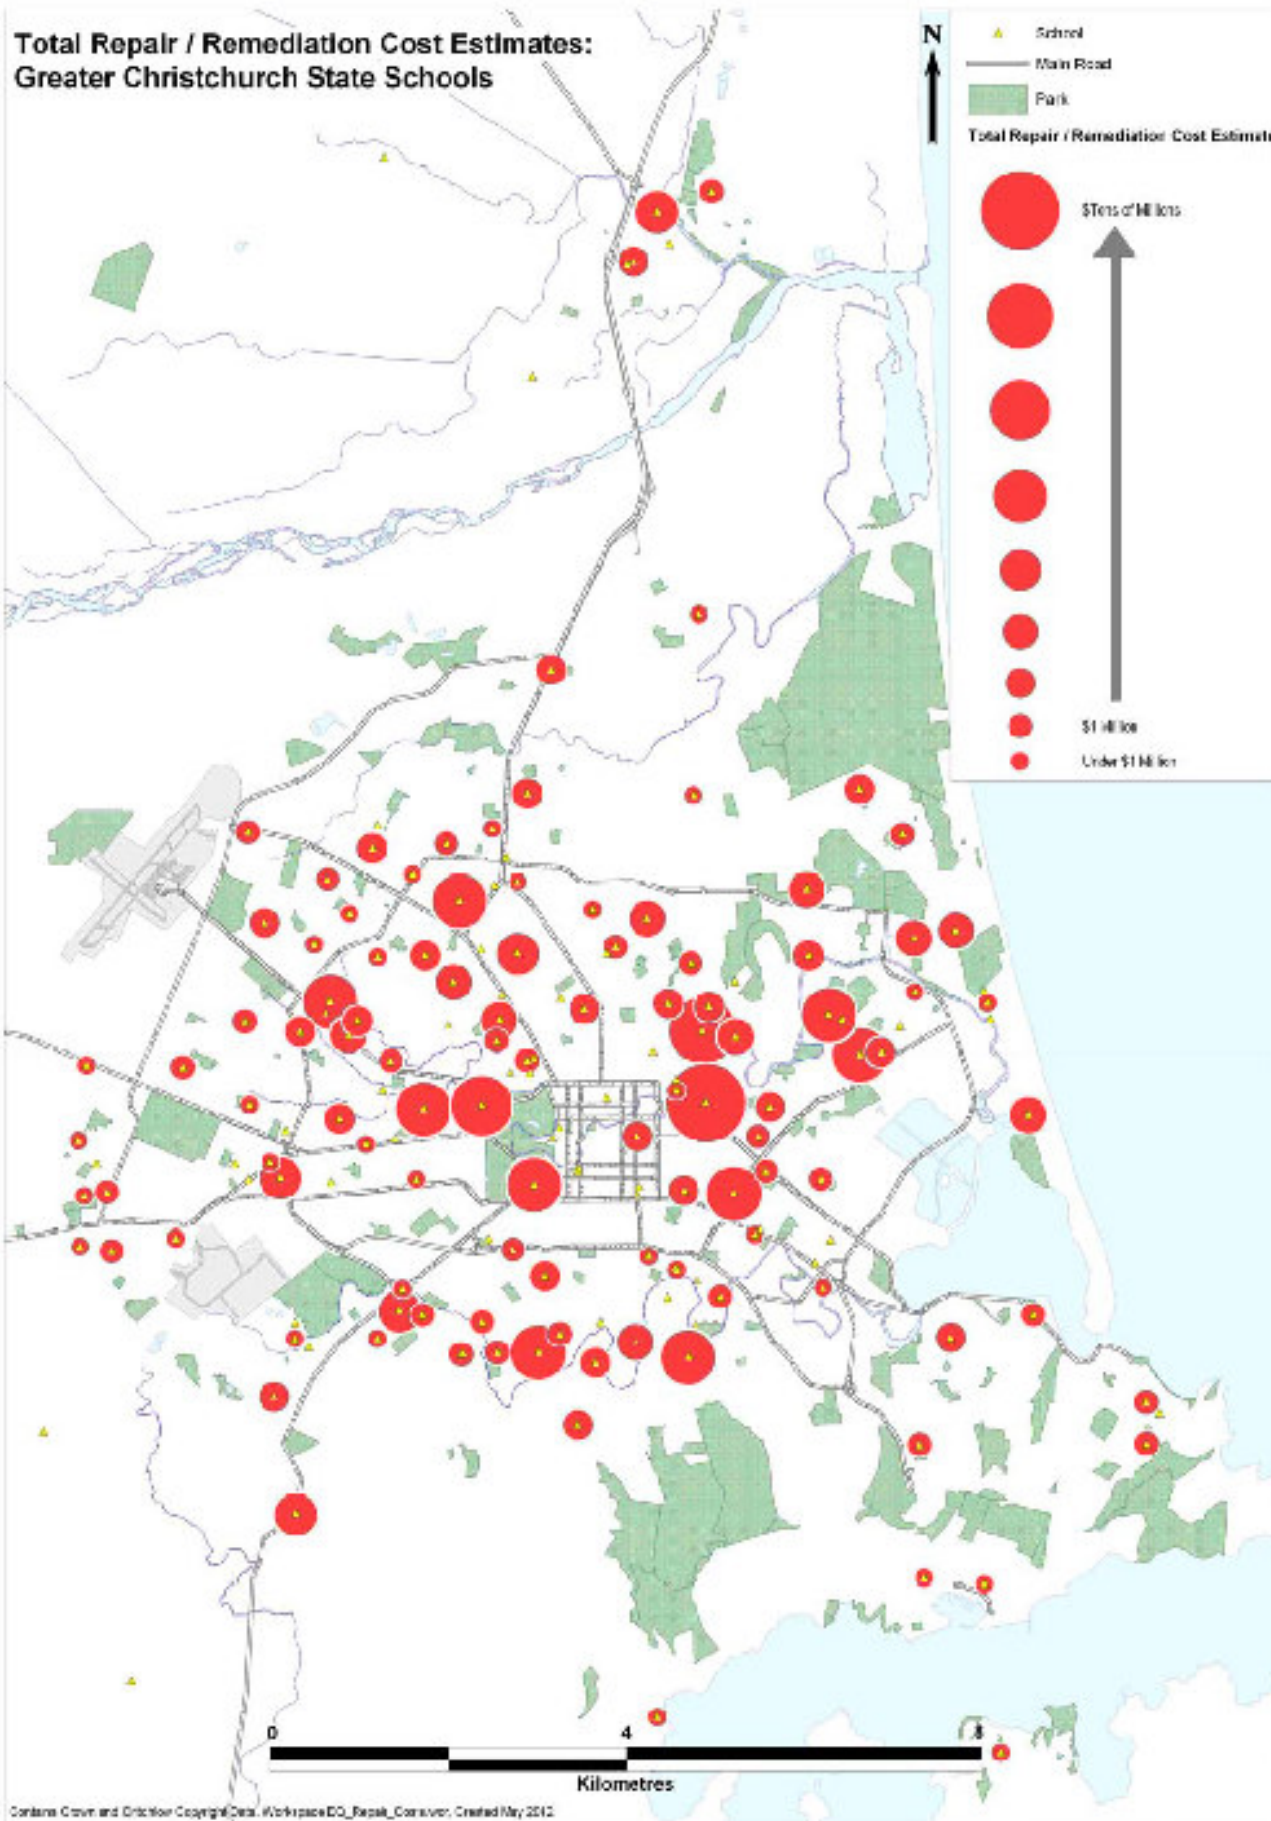 Total Repair / Remediation Cost Estimates:
Greater Christchurch State Schools
N
School
Main Road
Park
Total Repair / Remediation Cost Estimate
$Tens of Millions
$1 Million
Under $1 Million
0 4 8
Kilometres
Contains Crown and Critchlow Copyright Data. Created May 2012